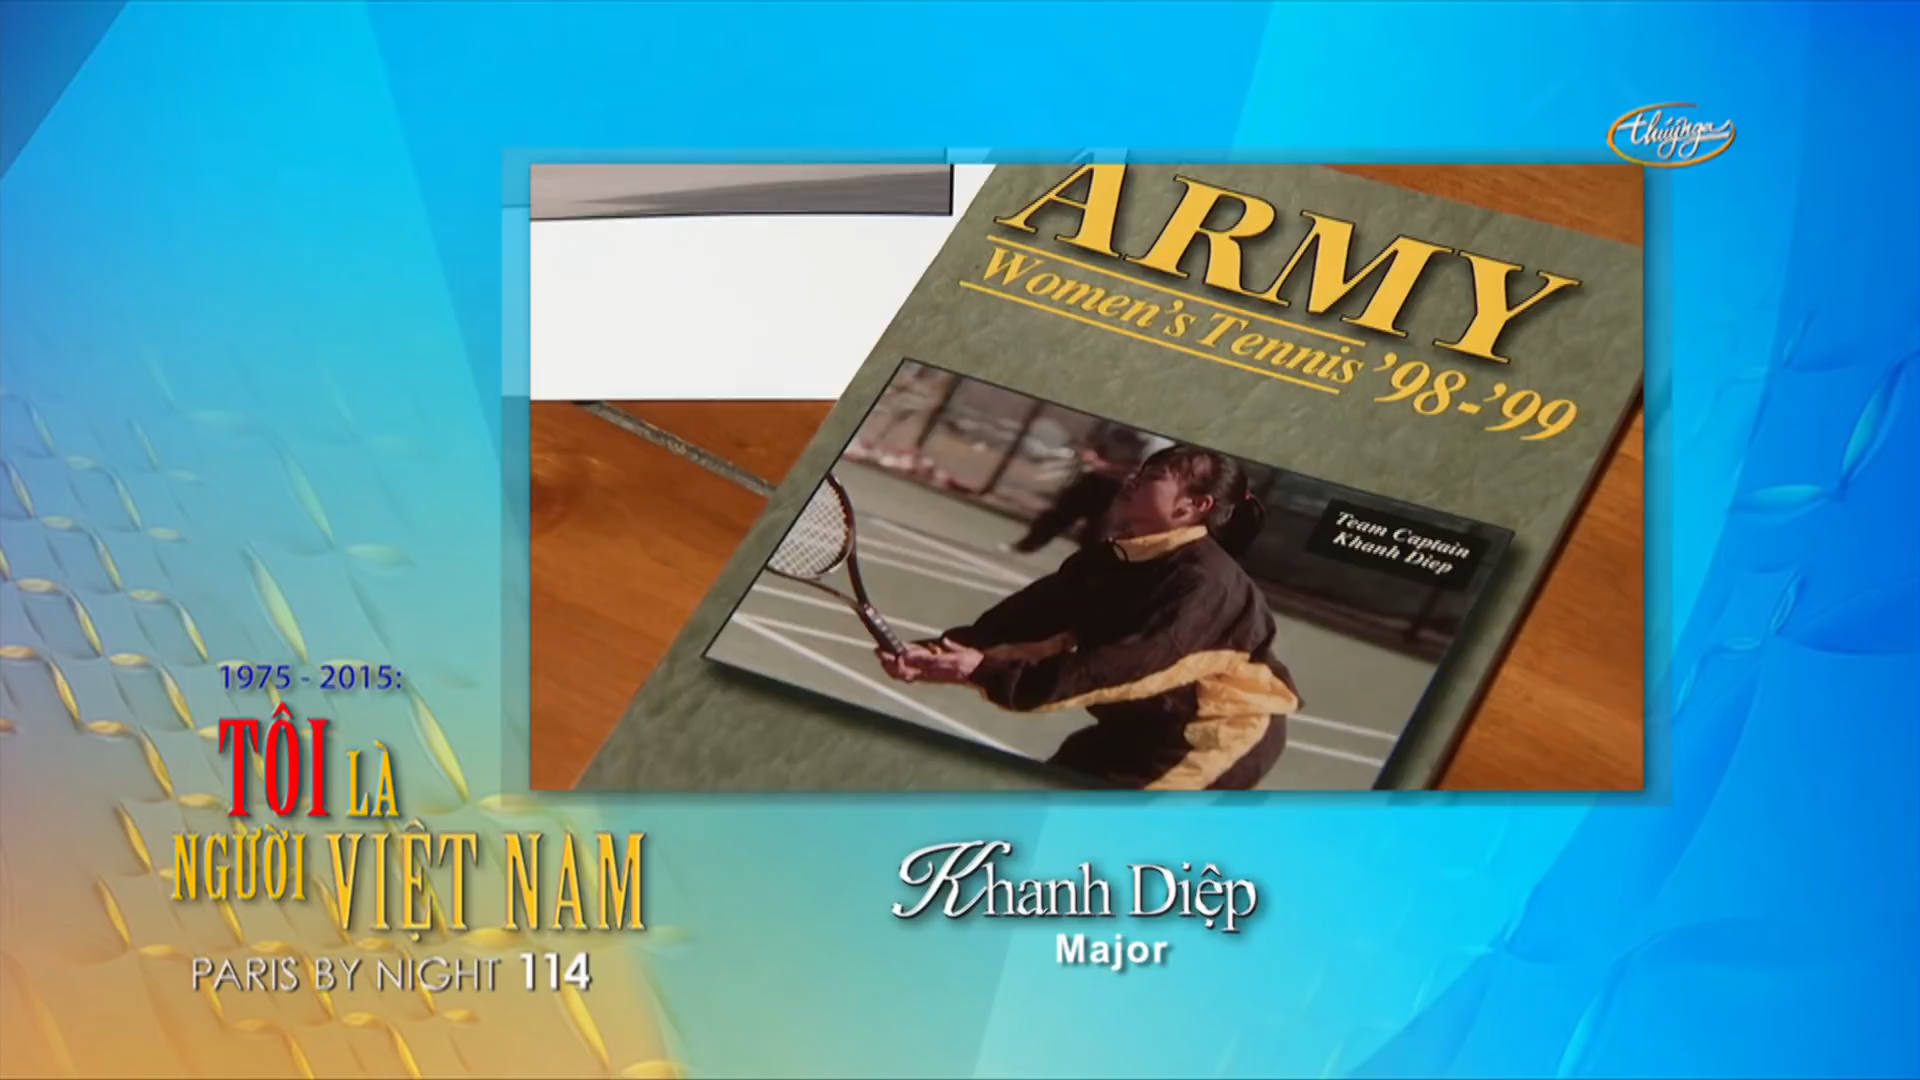 thúynga
ARMY
Women's Tennis '98-'99
Team Captain
Khanh Diep
1975 - 2015:
TÔI LÀ
NGƯỜI VIỆT NAM
PARIS BY NIGHT 114
Khanh Diệp
Major